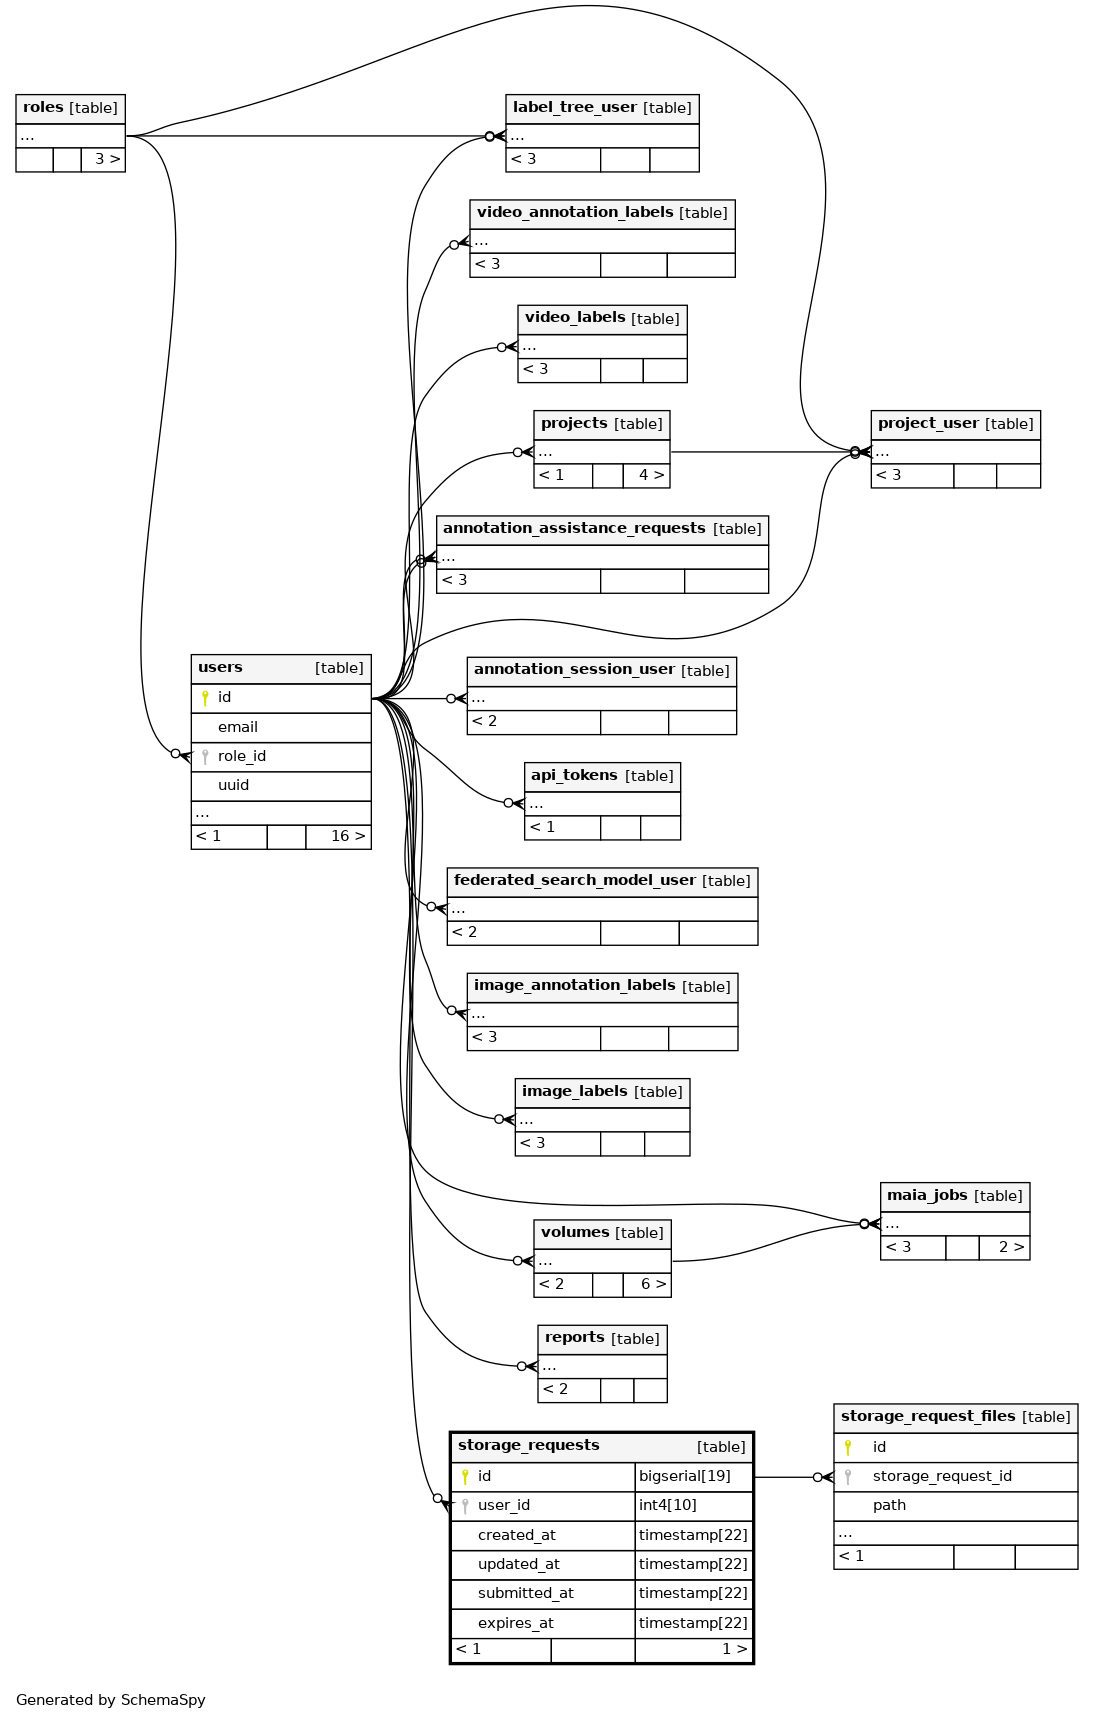 roles [table]
...
3 >
label_tree_user [table]
...
< 3
video_annotation_labels [table]
...
< 3
video_labels [table]
...
< 3
projects [table]
...
< 1 4 >
project_user [table]
...
< 3
annotation_assistance_requests [table]
...
< 3
users [table]
id
email
role_id
uuid
...
< 1 16 >
annotation_session_user [table]
...
< 2
api_tokens [table]
...
< 1
federated_search_model_user [table]
...
< 2
image_annotation_labels [table]
...
< 3
image_labels [table]
...
< 3
maia_jobs [table]
...
< 3 2 >
volumes [table]
...
< 2 6 >
reports [table]
...
< 2
storage_requests [table]
id bigserial[19]
user_id int4[10]
created_at timestamp[22]
updated_at timestamp[22]
submitted_at timestamp[22]
expires_at timestamp[22]
< 1 1 >
storage_request_files [table]
id
storage_request_id
path
...
< 1
Generated by SchemaSpy